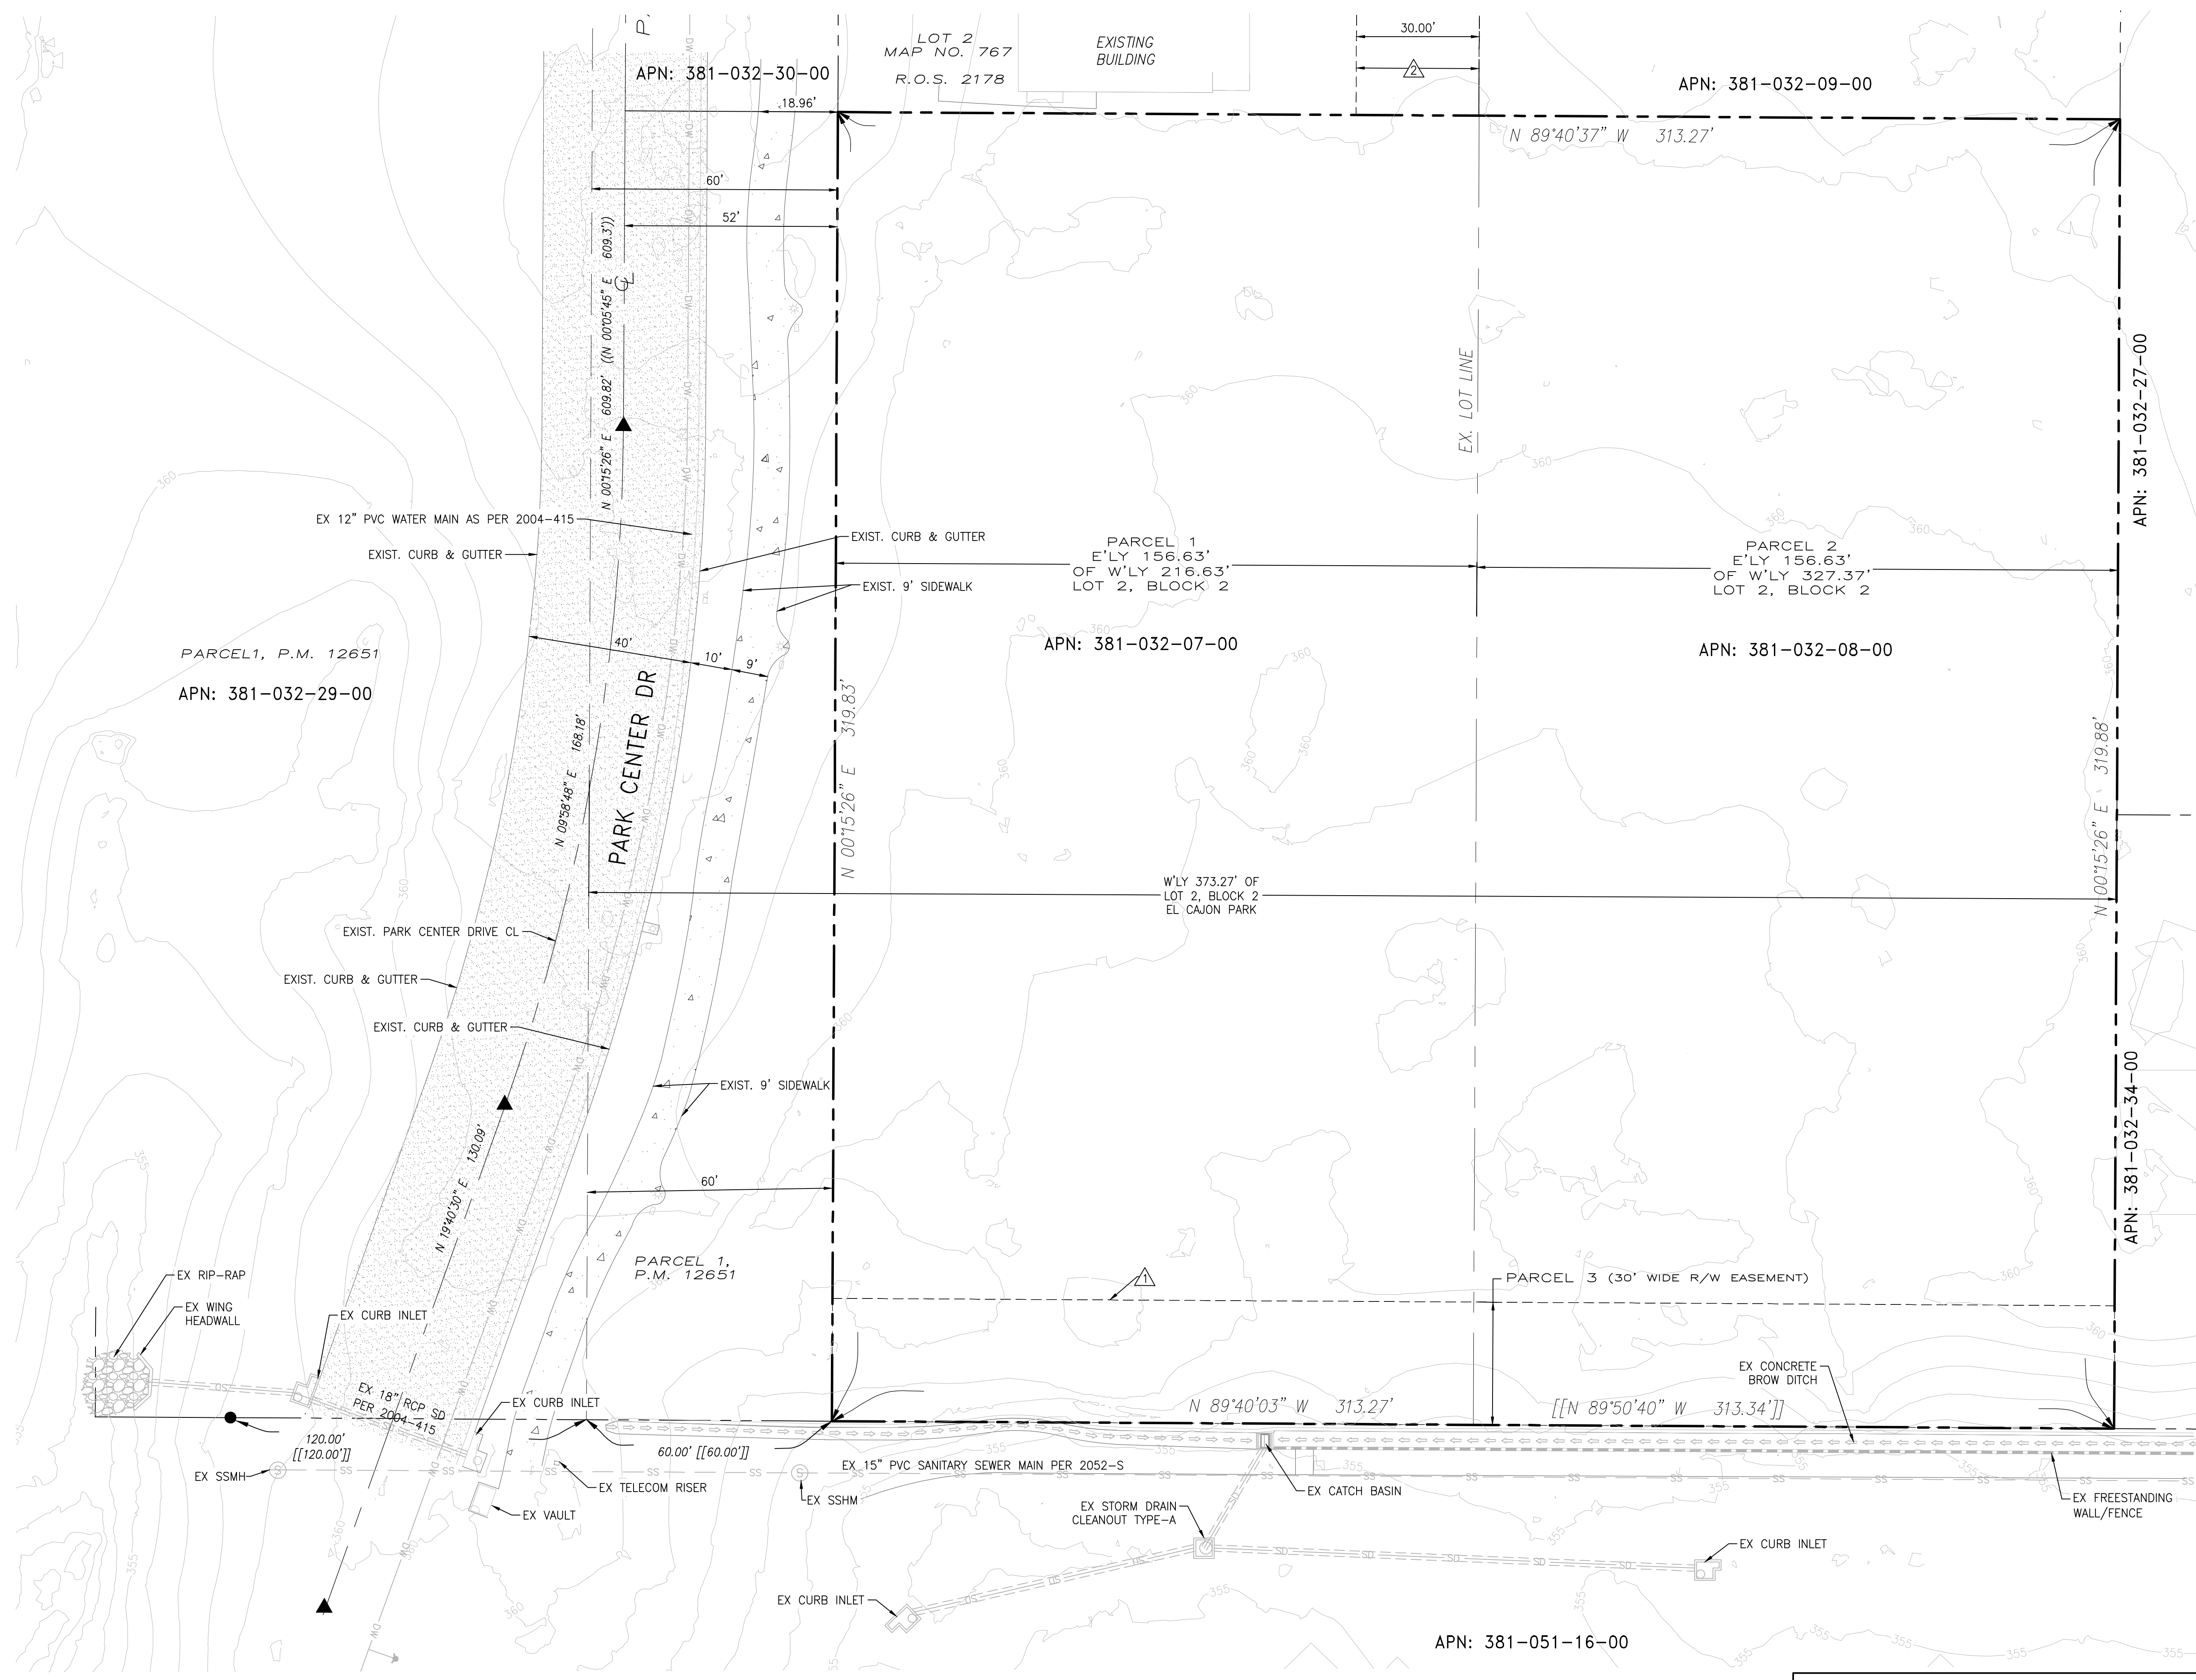 P.
LOT 2
MAP NO. 767
R.O.S. 2178
EXISTING
BUILDING
30.00'
2
APN: 381-032-30-00
APN: 381-032-09-00
18.96'
N 89°40'37" W 313.27'
60'
52'
N 00°15'26" E 609.82' ((N 00°05'45" E 609.3'))
CL
DW
360
EX. LOT LINE
APN: 381-032-27-00
EX 12" PVC WATER MAIN AS PER 2004-415
EXIST. CURB & GUTTER
EXIST. CURB & GUTTER
EXIST. 9' SIDEWALK
PARCEL 1
E'LY 156.63'
OF W'LY 216.63'
LOT 2, BLOCK 2
PARCEL 2
E'LY 156.63'
OF W'LY 327.37'
LOT 2, BLOCK 2
APN: 381-032-07-00
APN: 381-032-08-00
40'
10'
9'
PARCEL1, P.M. 12651
APN: 381-032-29-00
PARK CENTER DR
N 09°58'48" E 168.18'
N 00°15'26" E 319.83'
N 00°15'26" E 319.88'
W'LY 373.27' OF
LOT 2, BLOCK 2
EL CAJON PARK
EXIST. PARK CENTER DRIVE CL
EXIST. CURB & GUTTER
EXIST. CURB & GUTTER
EXIST. 9' SIDEWALK
N 19°40'30" E 130.09'
60'
APN: 381-032-34-00
PARCEL 1,
P.M. 12651
1
PARCEL 3 (30' WIDE R/W EASEMENT)
EX RIP-RAP
EX WING
HEADWALL
EX CURB INLET
EX 18" RCP SD
PER 2004-415
EX CURB INLET
EX CONCRETE
BROW DITCH
N 89°40'03" W 313.27'
[[N 89°50'40" W 313.34']]
120.00'
[[120.00']]
60.00' [[60.00']]
EX 15" PVC SANITARY SEWER MAIN PER 2052-S
EX SSMH
S
SS
S
EX TELECOM RISER
EX SSHM
EX VAULT
EX CATCH BASIN
EX STORM DRAIN
CLEANOUT TYPE-A
EX FREESTANDING
WALL/FENCE
SD
EX CURB INLET
EX CURB INLET
355
APN: 381-051-16-00